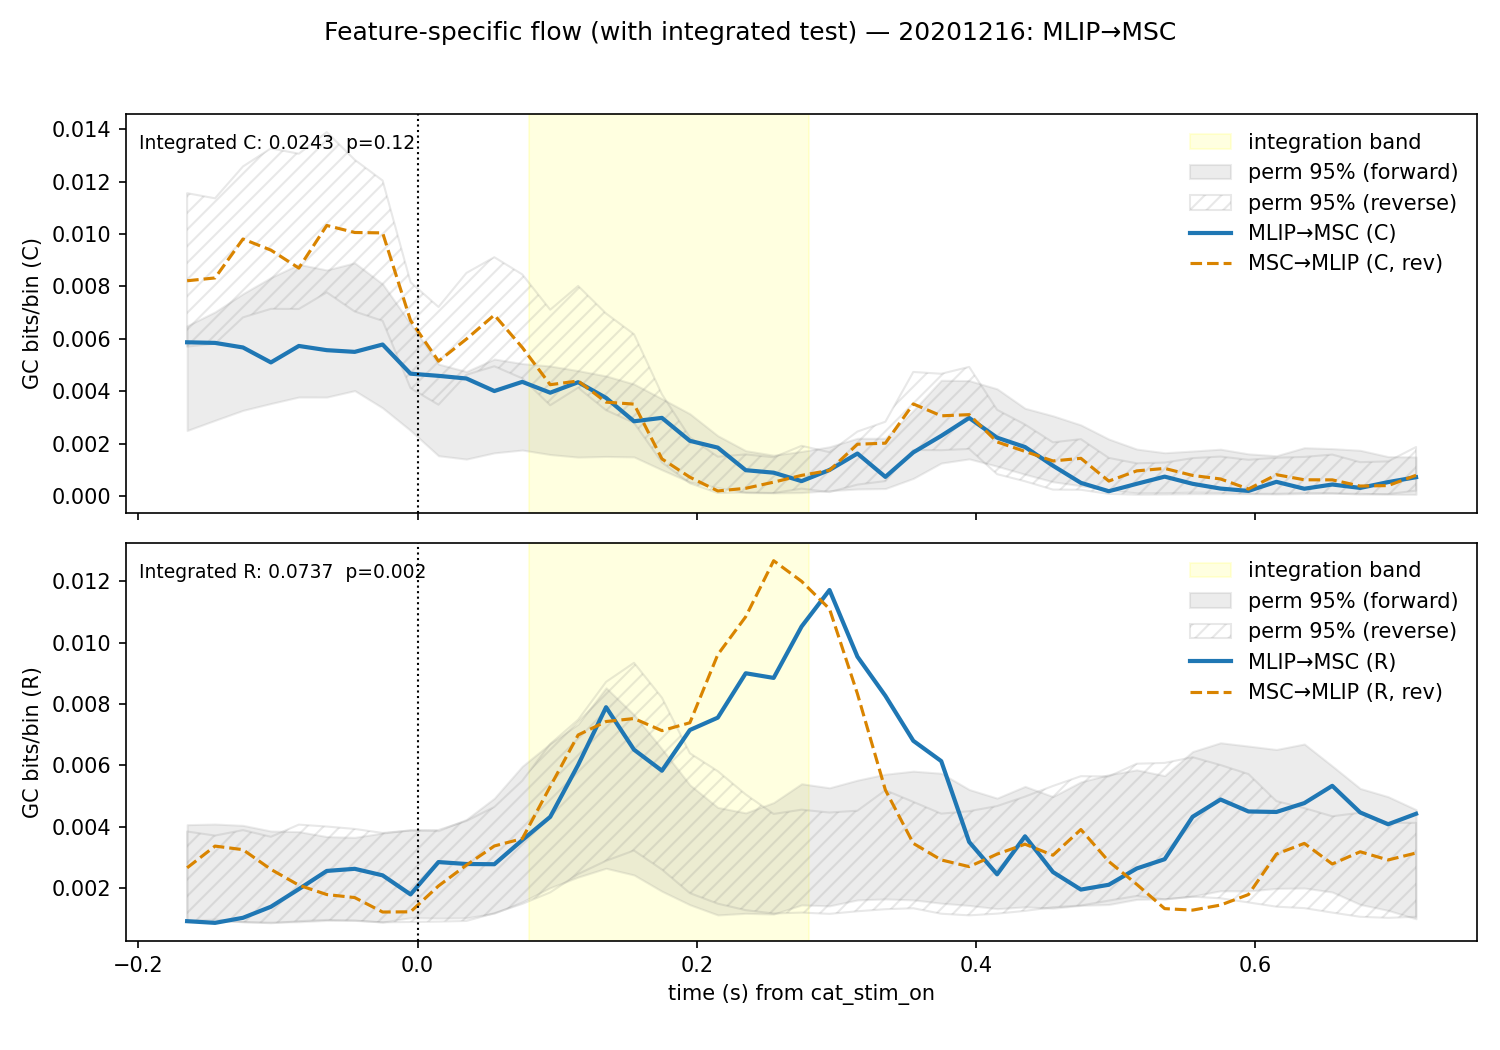 Feature-specific flow (with integrated test) — 20201216: MLIP→MSC
Integrated C: 0.0243  p=0.12
integration band
perm 95% (forward)
perm 95% (reverse)
MLIP→MSC (C)
MSC→MLIP (C, rev)
GC bits/bin (C)
0.014
0.012
0.010
0.008
0.006
0.004
0.002
0.000
Integrated R: 0.0737  p=0.002
integration band
perm 95% (forward)
perm 95% (reverse)
MLIP→MSC (R)
MSC→MLIP (R, rev)
GC bits/bin (R)
0.012
0.010
0.008
0.006
0.004
0.002
−0.2
0.0
0.2
0.4
0.6
time (s) from cat_stim_on